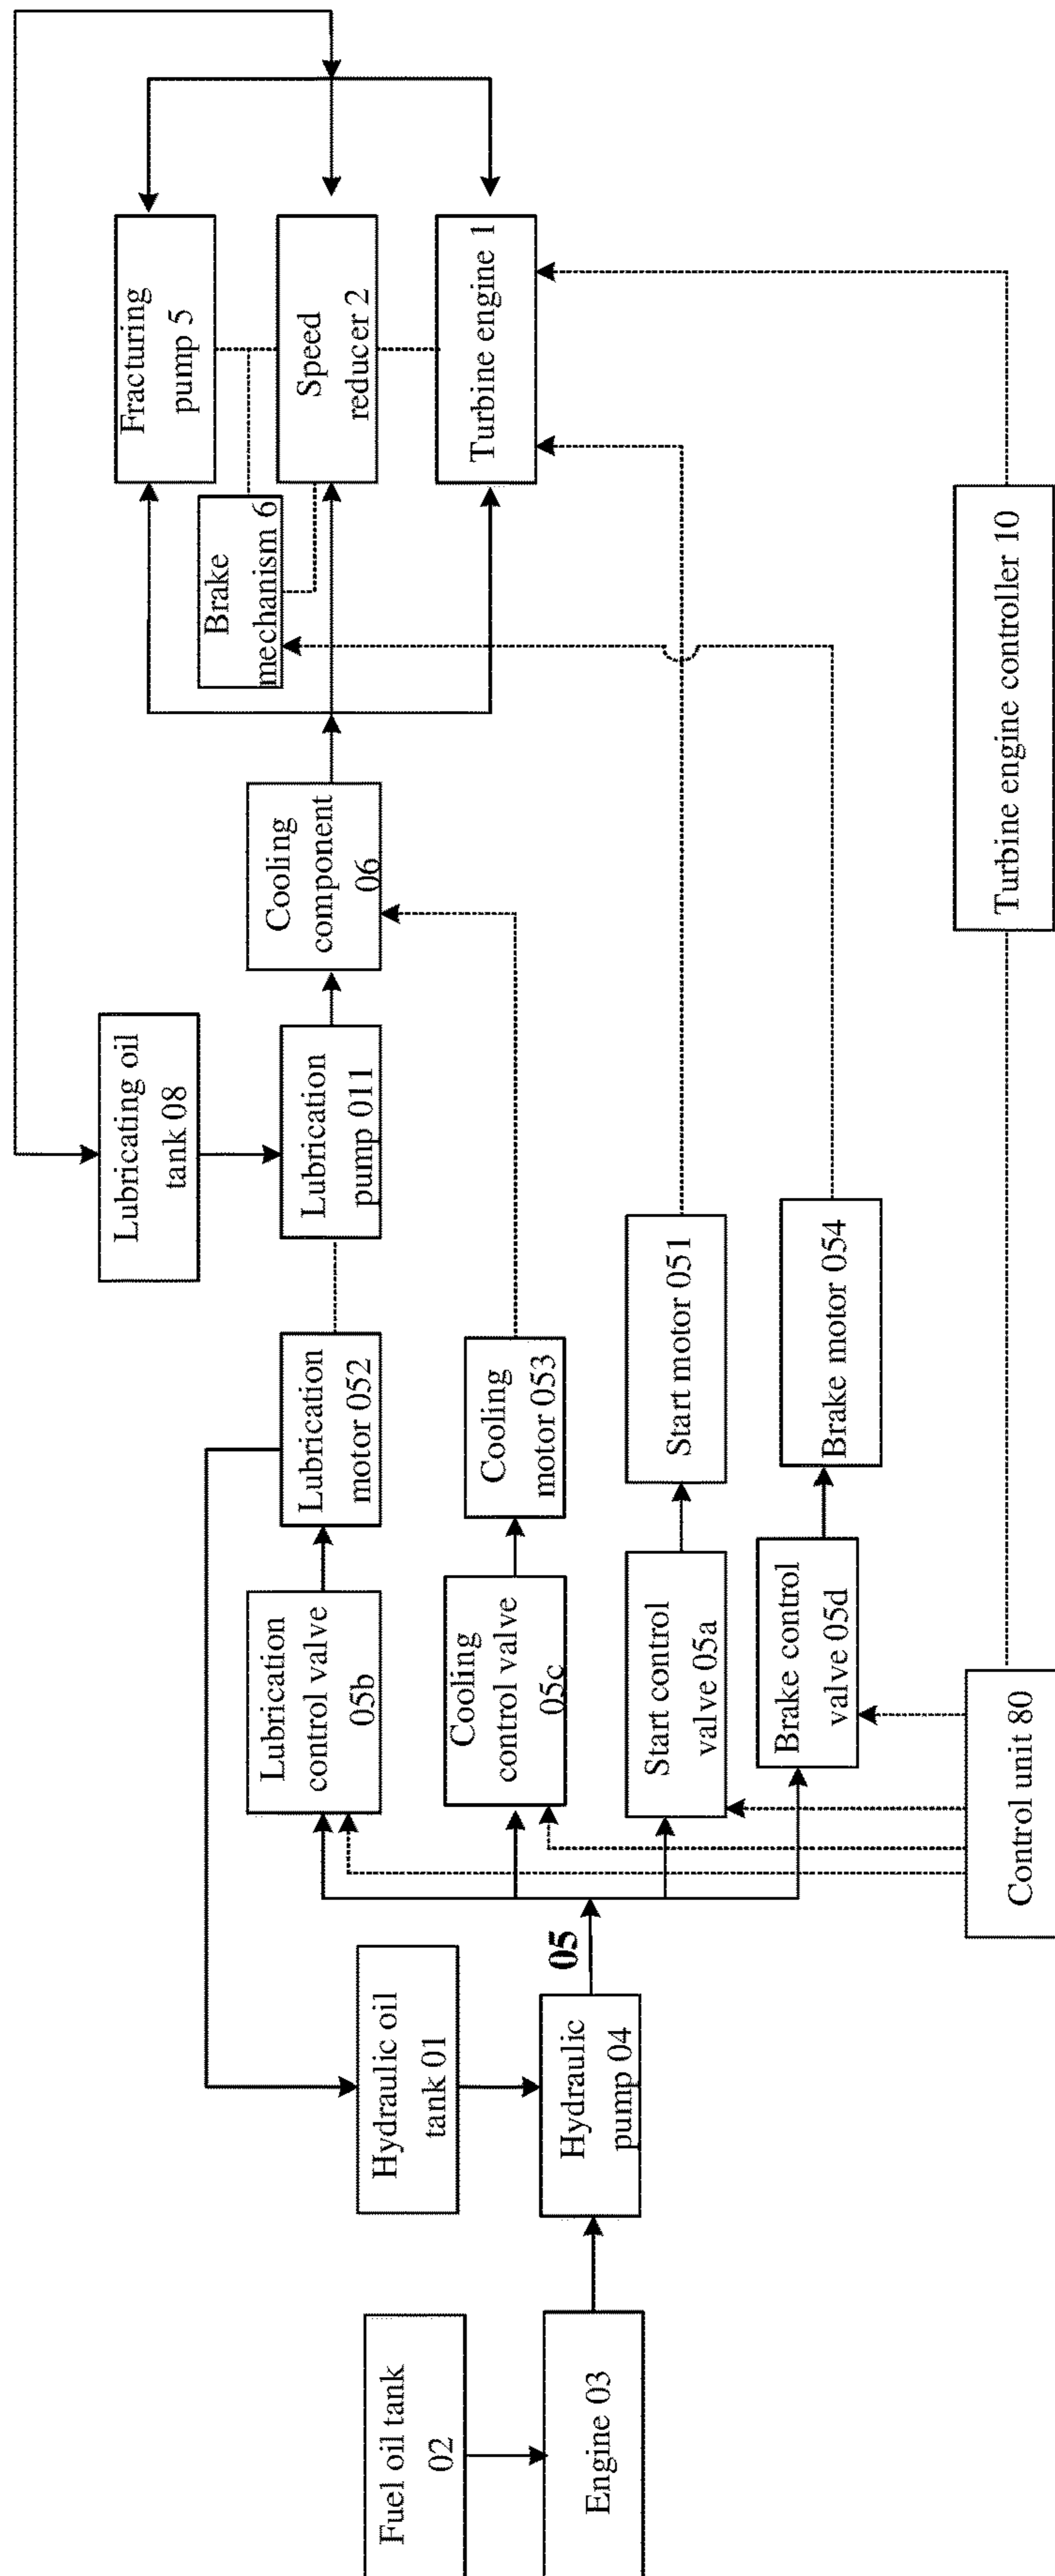 Fuel oil tank
02
Engine 03
Hydraulic oil
tank 01
Hydraulic
pump 04
05
Lubrication
control valve
05b
Cooling
control valve
05c
Start control
valve 05a
Brake control
valve 05d
Control unit 80
Lubrication
motor 052
Cooling
motor 053
Start motor 051
Brake motor 054
Lubricating oil
tank 08
Lubrication
pump 011
Cooling
component
06
Turbine engine controller 10
Brake
mechanism 6
Fracturing
pump 5
Speed
reducer 2
Turbine engine 1